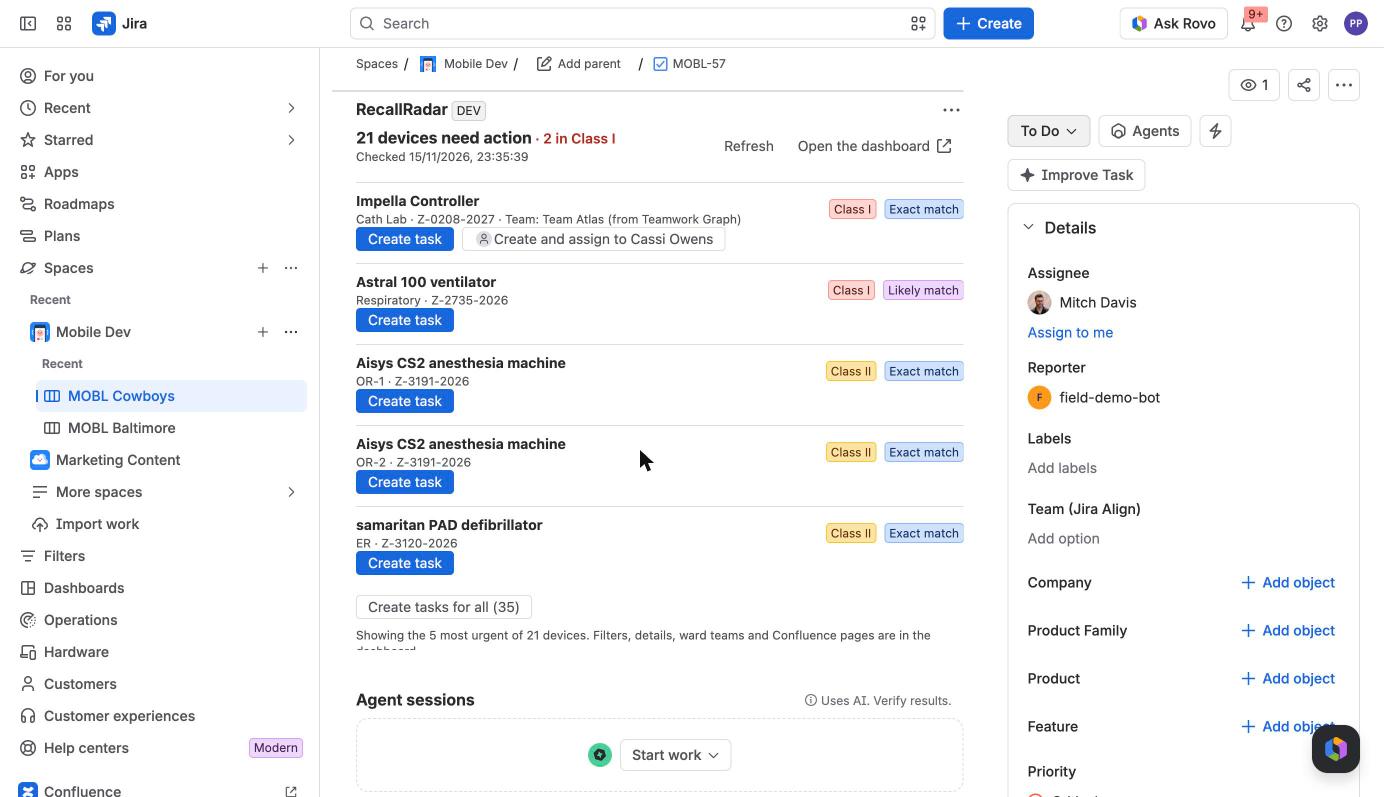 Jira
Search
Create
Ask Rovo
9+
PP
For you
Recent
Starred
Apps
Roadmaps
Plans
Spaces
Recent
Mobile Dev
Recent
MOBL Cowboys
MOBL Baltimore
Marketing Content
More spaces
Import work
Filters
Dashboards
Operations
Hardware
Customers
Customer experiences
Help centers Modern
Confluence
Spaces / Mobile Dev / Add parent / MOBL-57
RecallRadar DEV
21 devices need action · 2 in Class I
Checked 15/11/2026, 23:35:39
Refresh
Open the dashboard
Impella Controller
Cath Lab · Z-0208-2027 · Team: Team Atlas (from Teamwork Graph)
Class I Exact match
Create task Create and assign to Cassi Owens
Astral 100 ventilator
Respiratory · Z-2735-2026
Class I Likely match
Create task
Aisys CS2 anesthesia machine
OR-1 · Z-3191-2026
Class II Exact match
Create task
Aisys CS2 anesthesia machine
OR-2 · Z-3191-2026
Class II Exact match
Create task
samaritan PAD defibrillator
ER · Z-3120-2026
Class II Exact match
Create task
Create tasks for all (35)
Showing the 5 most urgent of 21 devices. Filters, details, ward teams and Confluence pages are in the
dashboard
Agent sessions
Uses AI. Verify results.
Start work
1
To Do
Agents
Improve Task
Details
Assignee
Mitch Davis
Assign to me
Reporter
F
field-demo-bot
Labels
Add labels
Team (Jira Align)
Add option
Company
Add object
Product Family
Add object
Product
Add object
Feature
Add object
Priority